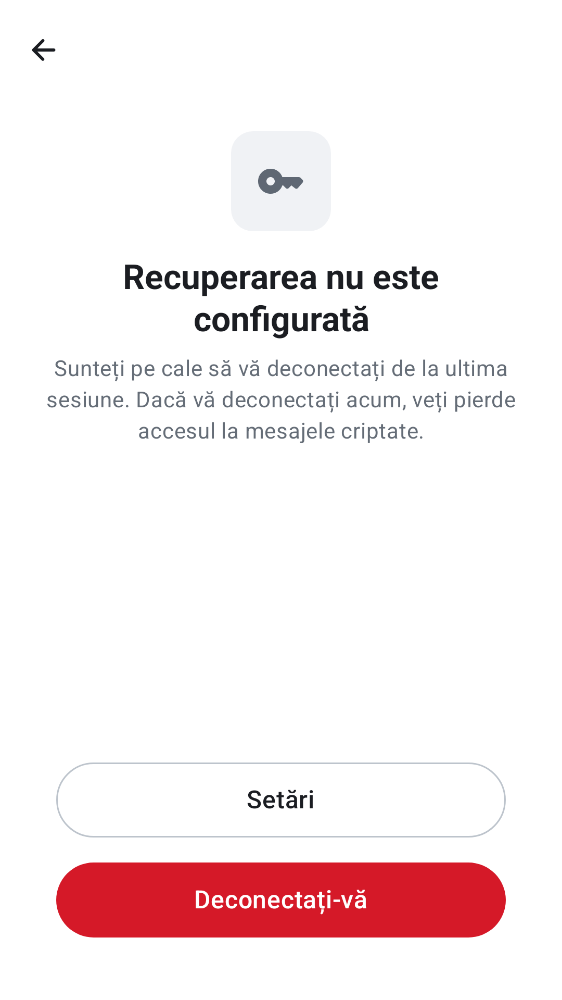 Recuperarea nu este
configurată
Sunteți pe cale să vă deconectați de la ultima
sesiune. Dacă vă deconectați acum, veți pierde
accesul la mesajele criptate.
Setări
Deconectați-vă